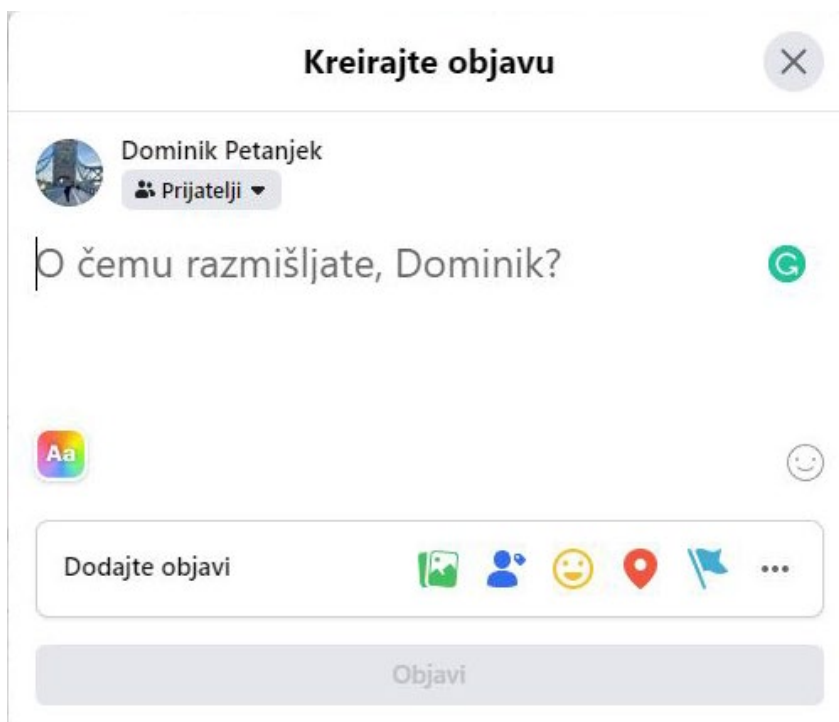 Kreirajte objavu
Dominik Petanjek
Prijatelji
O čemu razmišljate, Dominik?
Aa
Dodajte objavi
Objavi